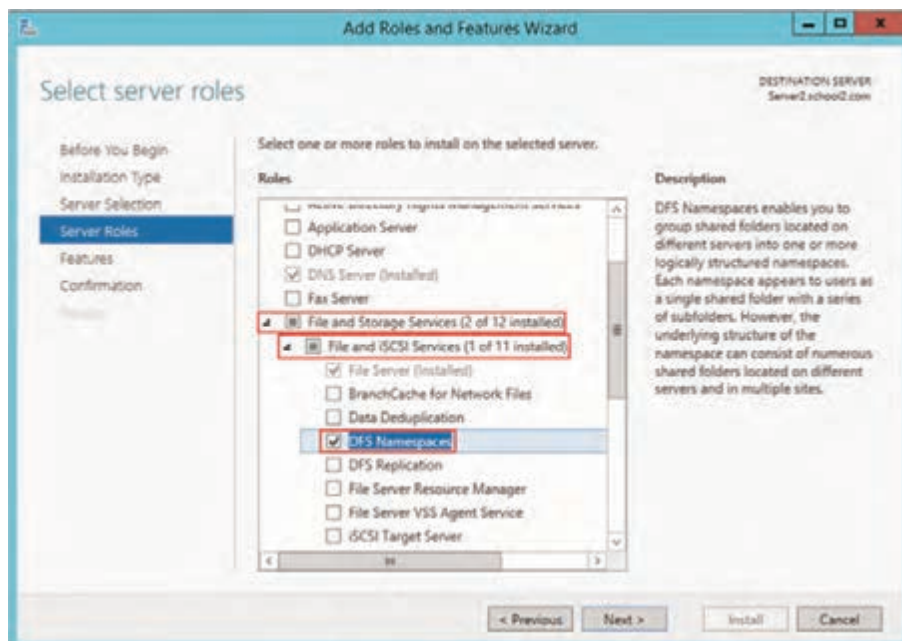 Add Roles and Features Wizard
Select server roles
DESTINATION SERVER
Server2.school2.com
Before You Begin
Installation Type
Server Selection
Server Roles
Features
Confirmation
Select one or more roles to install on the selected server.
Roles
Active Directory Rights Management Services
Application Server
DHCP Server
DNS Server (Installed)
Fax Server
File and Storage Services (2 of 12 installed)
File and iSCSI Services (1 of 11 installed)
File Server (Installed)
BranchCache for Network Files
Data Deduplication
DFS Namespaces
DFS Replication
File Server Resource Manager
File Server VSS Agent Service
iSCSI Target Server
Description
DFS Namespaces enables you to
group shared folders located on
different servers into one or more
logically structured namespaces.
Each namespace appears to users as
a single shared folder with a series
of subfolders. However, the
underlying structure of the
namespace can consist of numerous
shared folders located on different
servers and in multiple sites.
< Previous
Next >
Install
Cancel